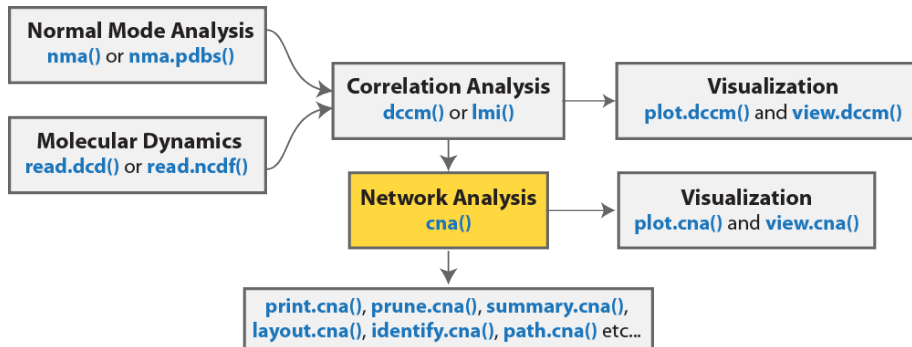 Normal Mode Analysis
nma() or nma.pdbs()
Molecular Dynamics
read.dcd() or read.ncdf()
Correlation Analysis
dccm() or lmi()
Visualization
plot.dccm() and view.dccm()
Network Analysis
cna()
Visualization
plot.cna() and view.cna()
print.cna(), prune.cna(), summary.cna(),
layout.cna(), identify.cna(), path.cna() etc...